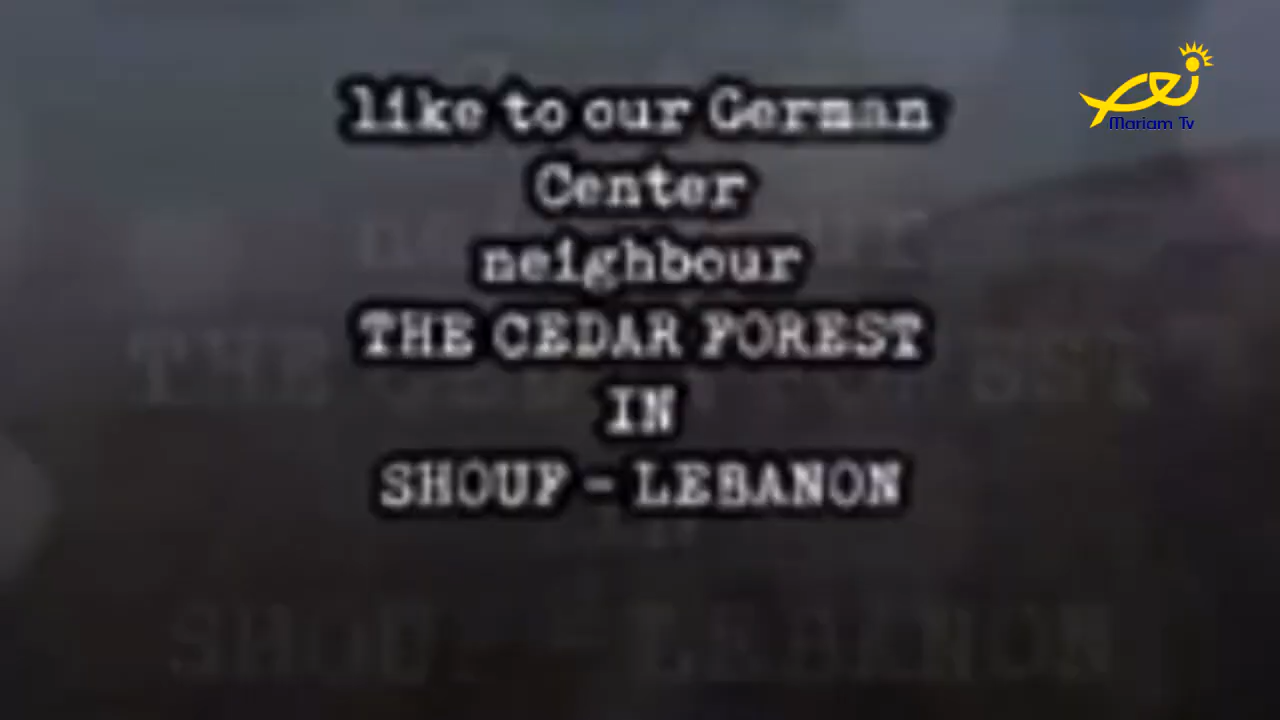 like to our German
Center
neighbour
THE CEDAR FOREST
IN
SHOUF - LEBANON
Mariam Tv